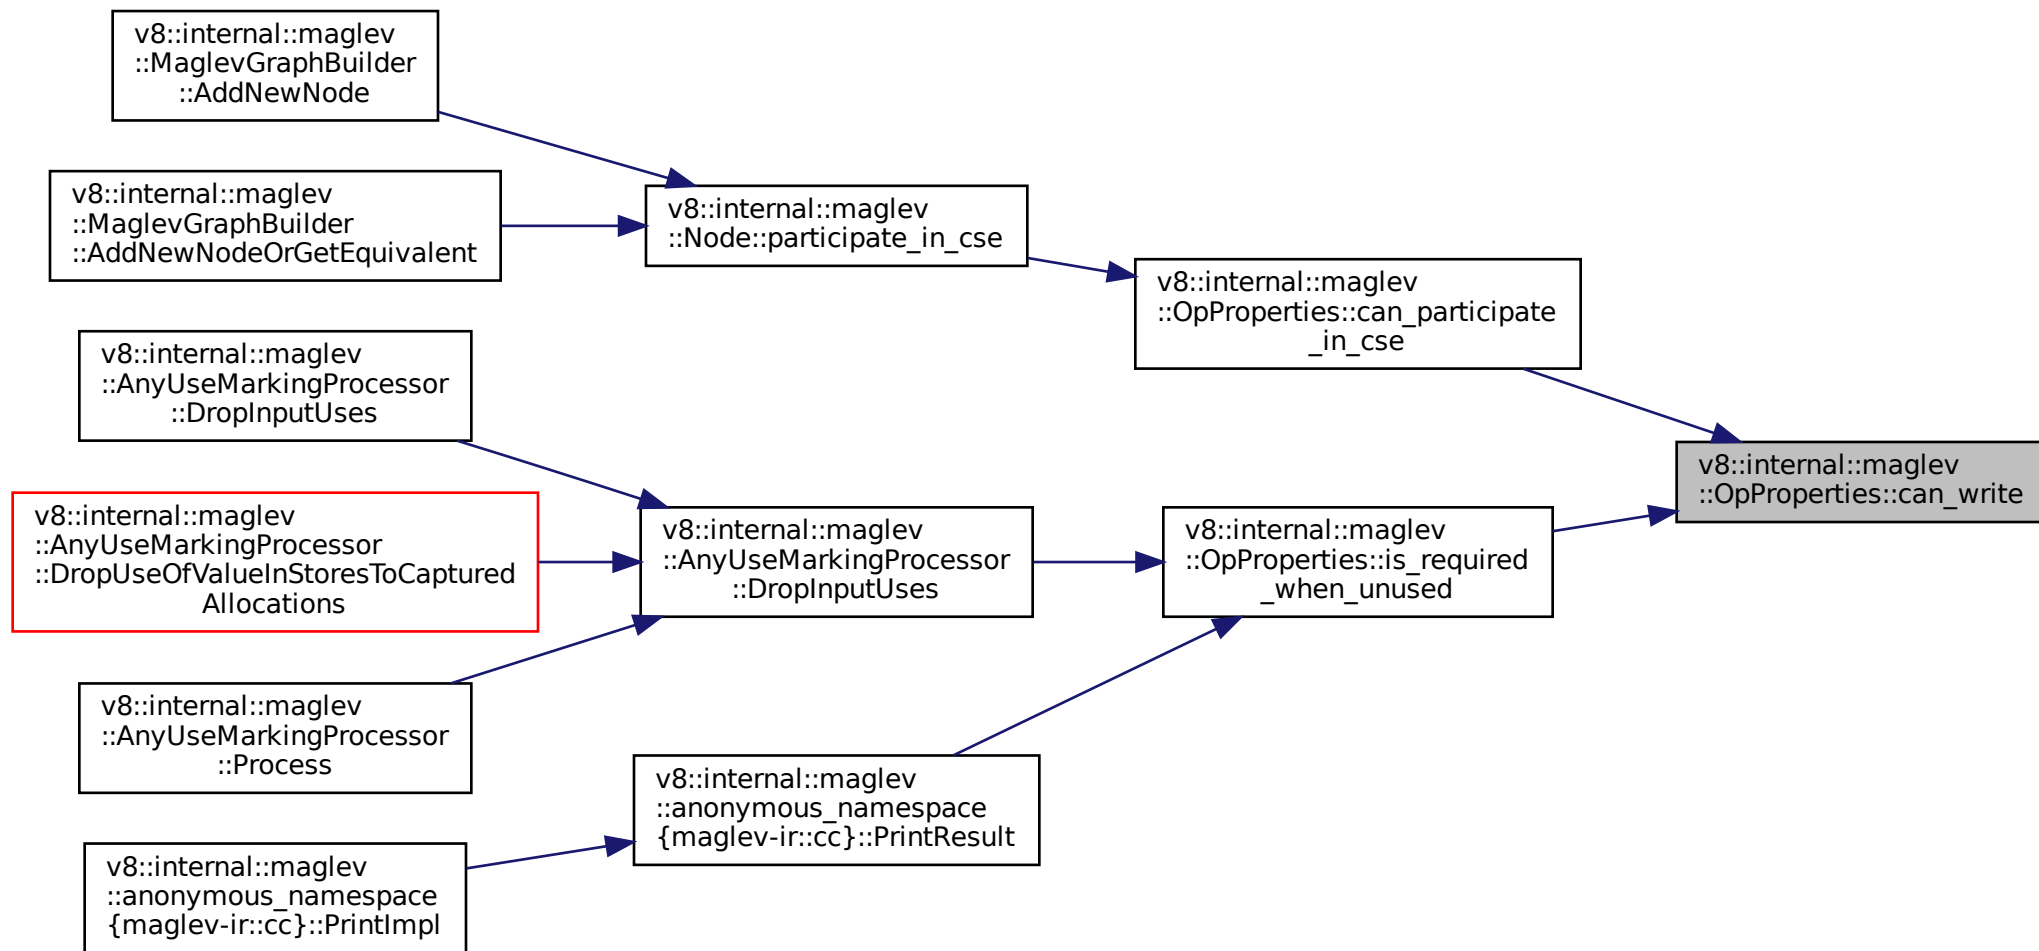 v8::internal::maglev
::MaglevGraphBuilder
::AddNewNode
v8::internal::maglev
::MaglevGraphBuilder
::AddNewNodeOrGetEquivalent
v8::internal::maglev
::Node::participate_in_cse
v8::internal::maglev
::OpProperties::can_participate
_in_cse
v8::internal::maglev
::AnyUseMarkingProcessor
::DropInputUses
v8::internal::maglev
::OpProperties::can_write
v8::internal::maglev
::AnyUseMarkingProcessor
::DropUseOfValueInStoresToCaptured
Allocations
v8::internal::maglev
::AnyUseMarkingProcessor
::DropInputUses
v8::internal::maglev
::OpProperties::is_required
_when_unused
v8::internal::maglev
::AnyUseMarkingProcessor
::Process
v8::internal::maglev
::anonymous_namespace
{maglev-ir::cc}::PrintResult
v8::internal::maglev
::anonymous_namespace
{maglev-ir::cc}::PrintImpl